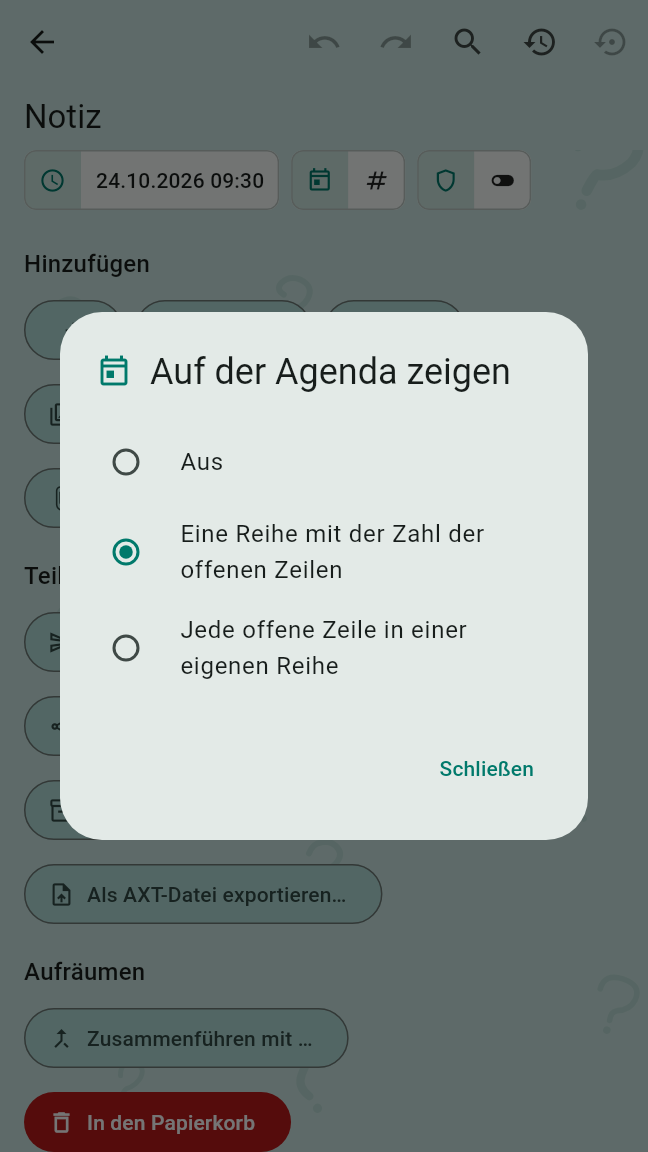 Notiz
24.10.2026 09:30
#
Hinzufügen
Auf der Agenda zeigen
Aus
Eine Reihe mit der Zahl der
offenen Zeilen
Jede offene Zeile in einer
eigenen Reihe
Schließen
Als AXT-Datei exportieren…
Aufräumen
Zusammenführen mit …
In den Papierkorb